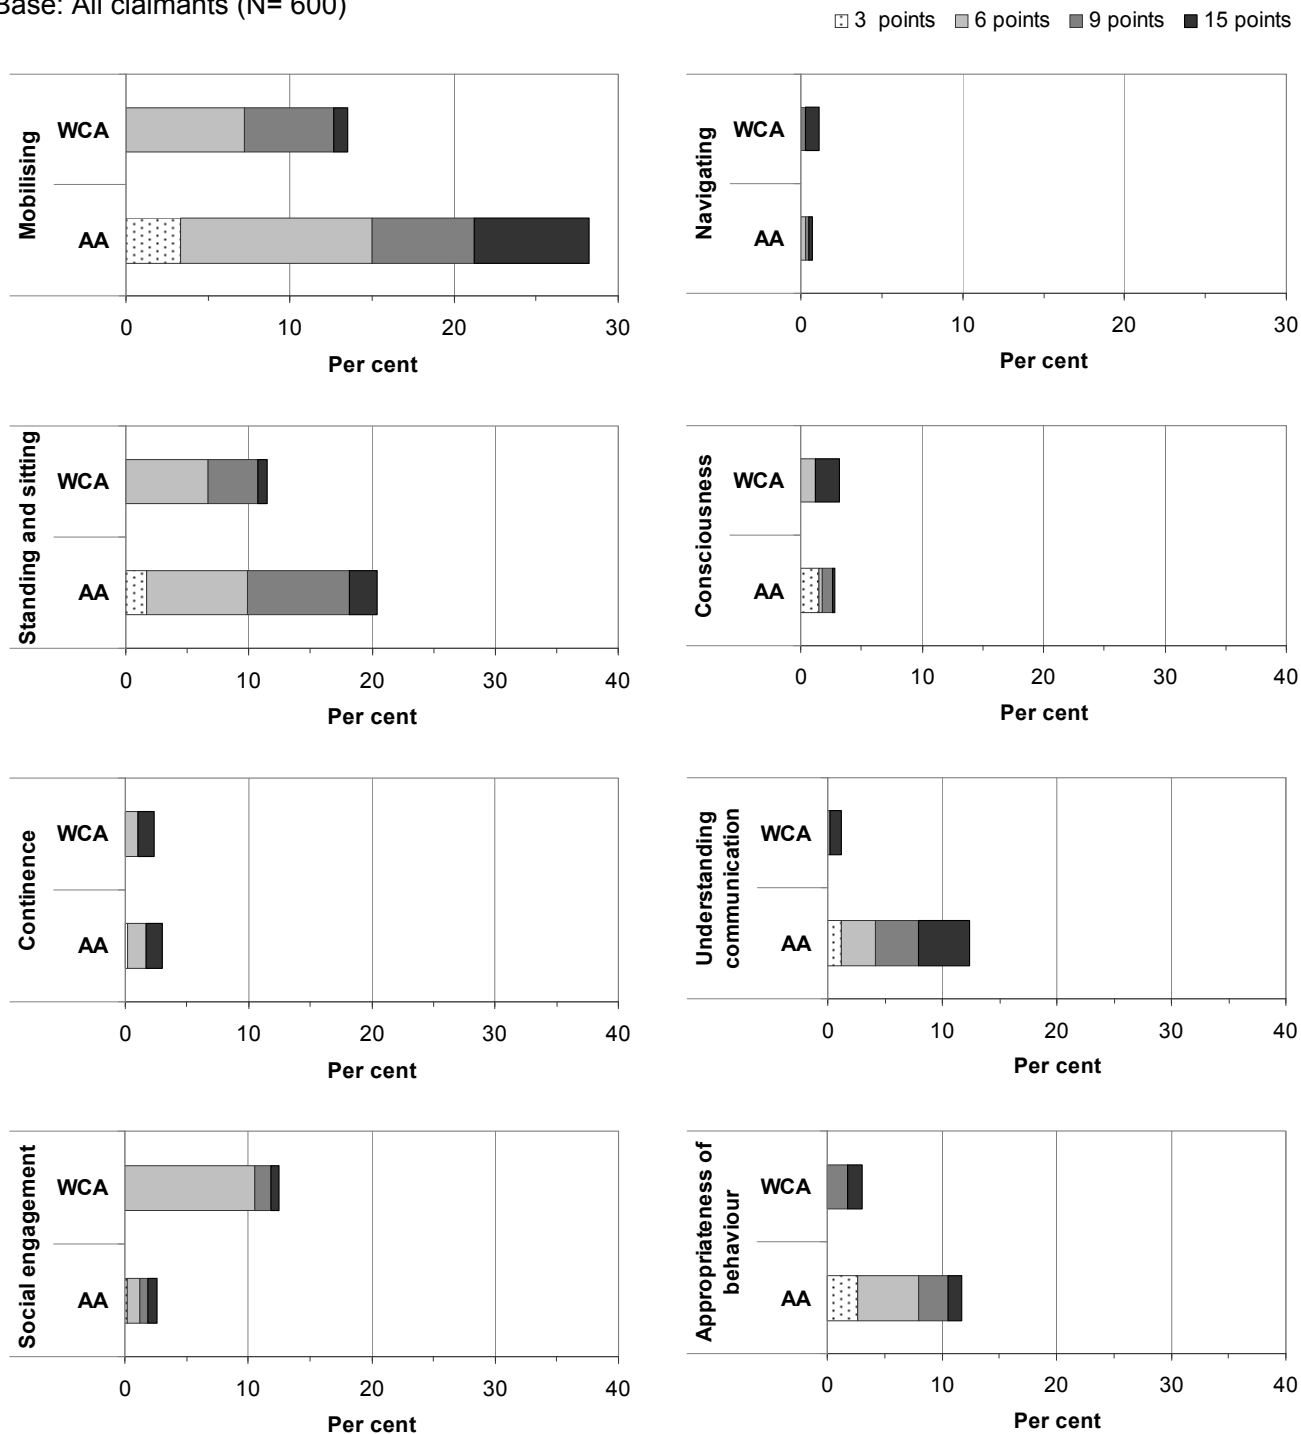 Base: All claimants (N= 600)
3 points 6 points 9 points 15 points
Mobilising
WCA
AA
0 10 20 30
Per cent
Navigating
WCA
AA
0 10 20 30
Per cent
Standing and sitting
WCA
AA
0 10 20 30 40
Per cent
Consciousness
WCA
AA
0 10 20 30 40
Per cent
Continence
WCA
AA
0 10 20 30 40
Per cent
Understanding
communication
WCA
AA
0 10 20 30 40
Per cent
Social engagement
WCA
AA
0 10 20 30 40
Per cent
Appropriateness of
behaviour
WCA
AA
0 10 20 30 40
Per cent